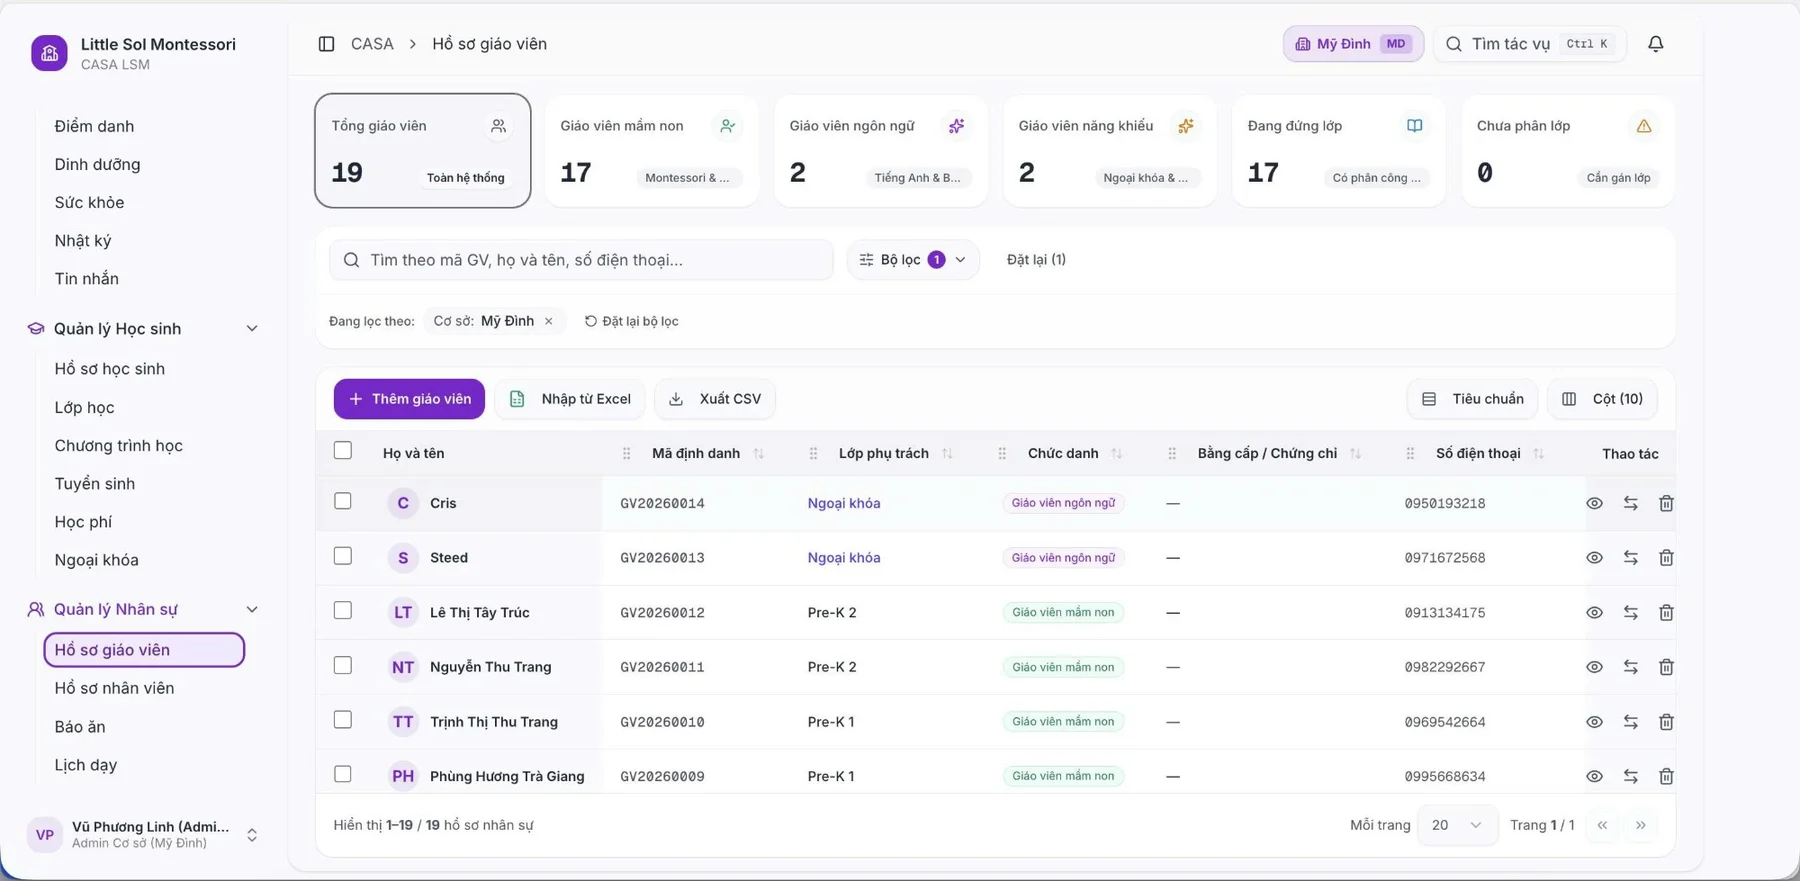 Little Sol Montessori
CASA LSM
Điểm danh
Dinh dưỡng
Sức khỏe
Nhật ký
Tin nhắn
Quản lý Học sinh
Hồ sơ học sinh
Lớp học
Chương trình học
Tuyển sinh
Học phí
Ngoại khóa
Quản lý Nhân sự
Hồ sơ giáo viên
Hồ sơ nhân viên
Báo ăn
Lịch dạy
VP
Vũ Phương Linh (Admi...
Admin Cơ sở (Mỹ Đình)
CASA > Hồ sơ giáo viên
Mỹ Đình MD
Tìm tác vụ Ctrl K
Tổng giáo viên
19
Toàn hệ thống
Giáo viên mầm non
17
Montessori & ...
Giáo viên ngôn ngữ
2
Tiếng Anh & B...
Giáo viên năng khiếu
2
Ngoại khóa & ...
Đang đứng lớp
17
Có phân công ...
Chưa phân lớp
0
Cần gán lớp
Tìm theo mã GV, họ và tên, số điện thoại...
Bộ lọc 1
Đặt lại (1)
Đang lọc theo: Cơ sở: Mỹ Đình × Đặt lại bộ lọc
+ Thêm giáo viên
Nhập từ Excel
Xuất CSV
Tiêu chuẩn
Cột (10)
Họ và tên Mã định danh Lớp phụ trách Chức danh Bằng cấp / Chứng chỉ Số điện thoại Thao tác
C Cris GV20260014 Ngoại khóa Giáo viên ngôn ngữ — 0950193218
S Steed GV20260013 Ngoại khóa Giáo viên ngôn ngữ — 0971672568
LT Lê Thị Tây Trúc GV20260012 Pre-K 2 Giáo viên mầm non — 0913134175
NT Nguyễn Thu Trang GV20260011 Pre-K 2 Giáo viên mầm non — 0982292667
TT Trịnh Thị Thu Trang GV20260010 Pre-K 1 Giáo viên mầm non — 0969542664
PH Phùng Hương Trà Giang GV20260009 Pre-K 1 Giáo viên mầm non — 0995668634
Hiển thị 1–19 / 19 hồ sơ nhân sự
Mỗi trang 20
Trang 1 / 1 « »